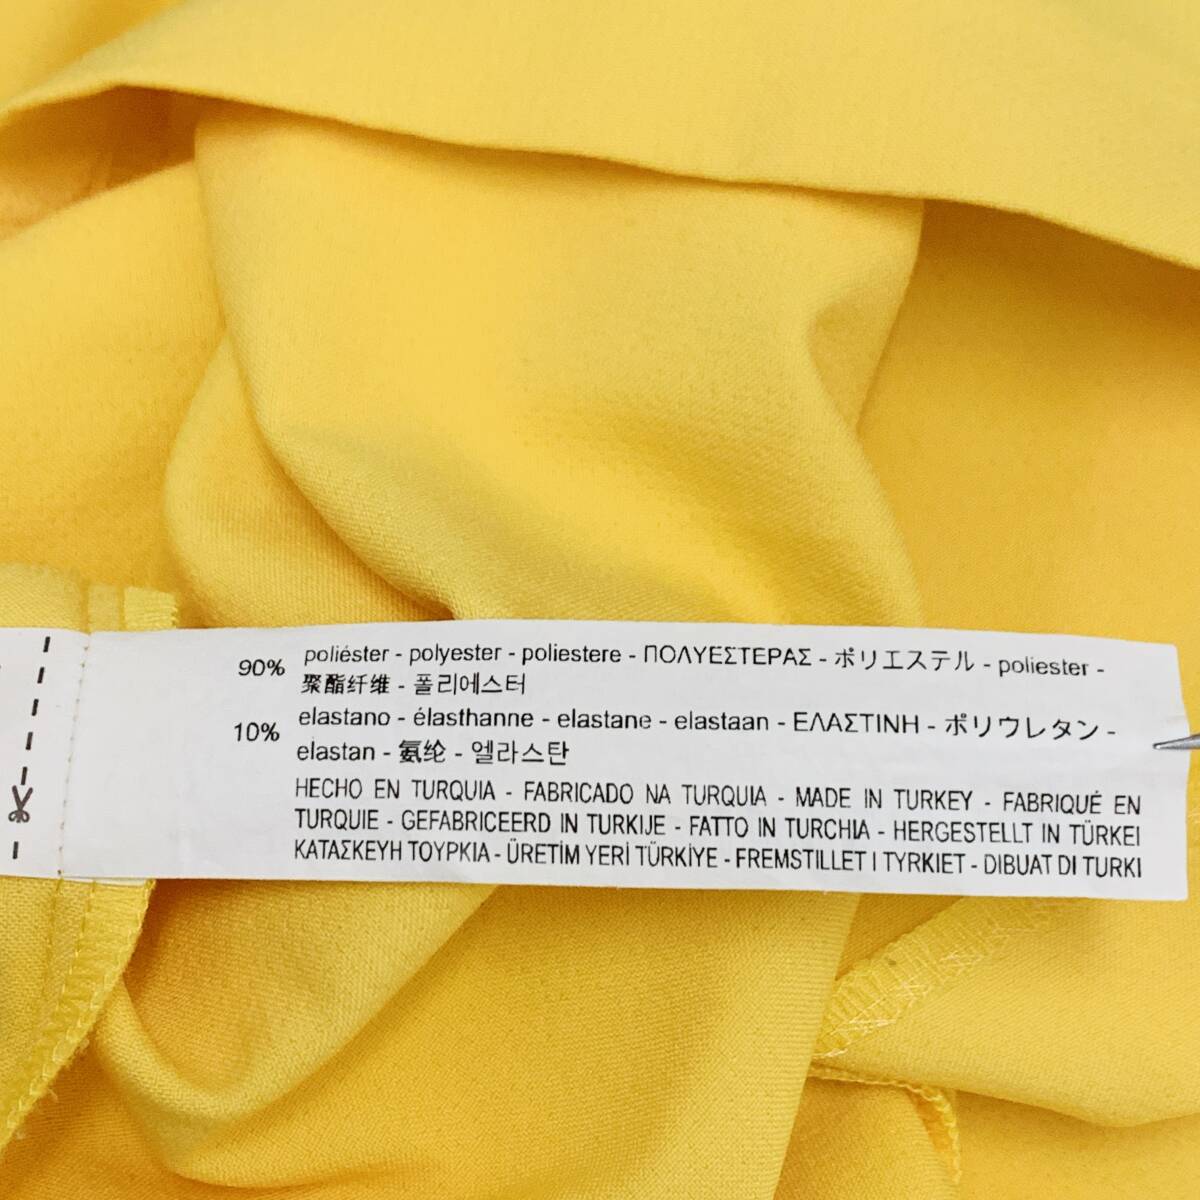 90% poliéster - polyester - poliestere - ΠΟΛΥΕΣΤΕΡΑΣ - ポリエステル - poliester -
聚酯纤维 - 폴리에스터
10% elastano - élasthanne - elastane - elastaan - ΕΛΑΣΤΙΝΗ - ポリウレタン -
elastan - 氨纶 - 엘라스탄
HECHO EN TURQUIA - FABRICADO NA TURQUIA - MADE IN TURKEY - FABRIQUÉ EN
TURQUIE - GEFABRICEERD IN TURKIJE - FATTO IN TURCHIA - HERGESTELLT IN TÜRKEI
ΚΑΤΑΣΚΕΥΗ ΤΟΥΡΚΙΑ - ÜRETİM YERİ TÜRKİYE - FREMSTILLET I TYRKIET - DIBUAT DI TURKI